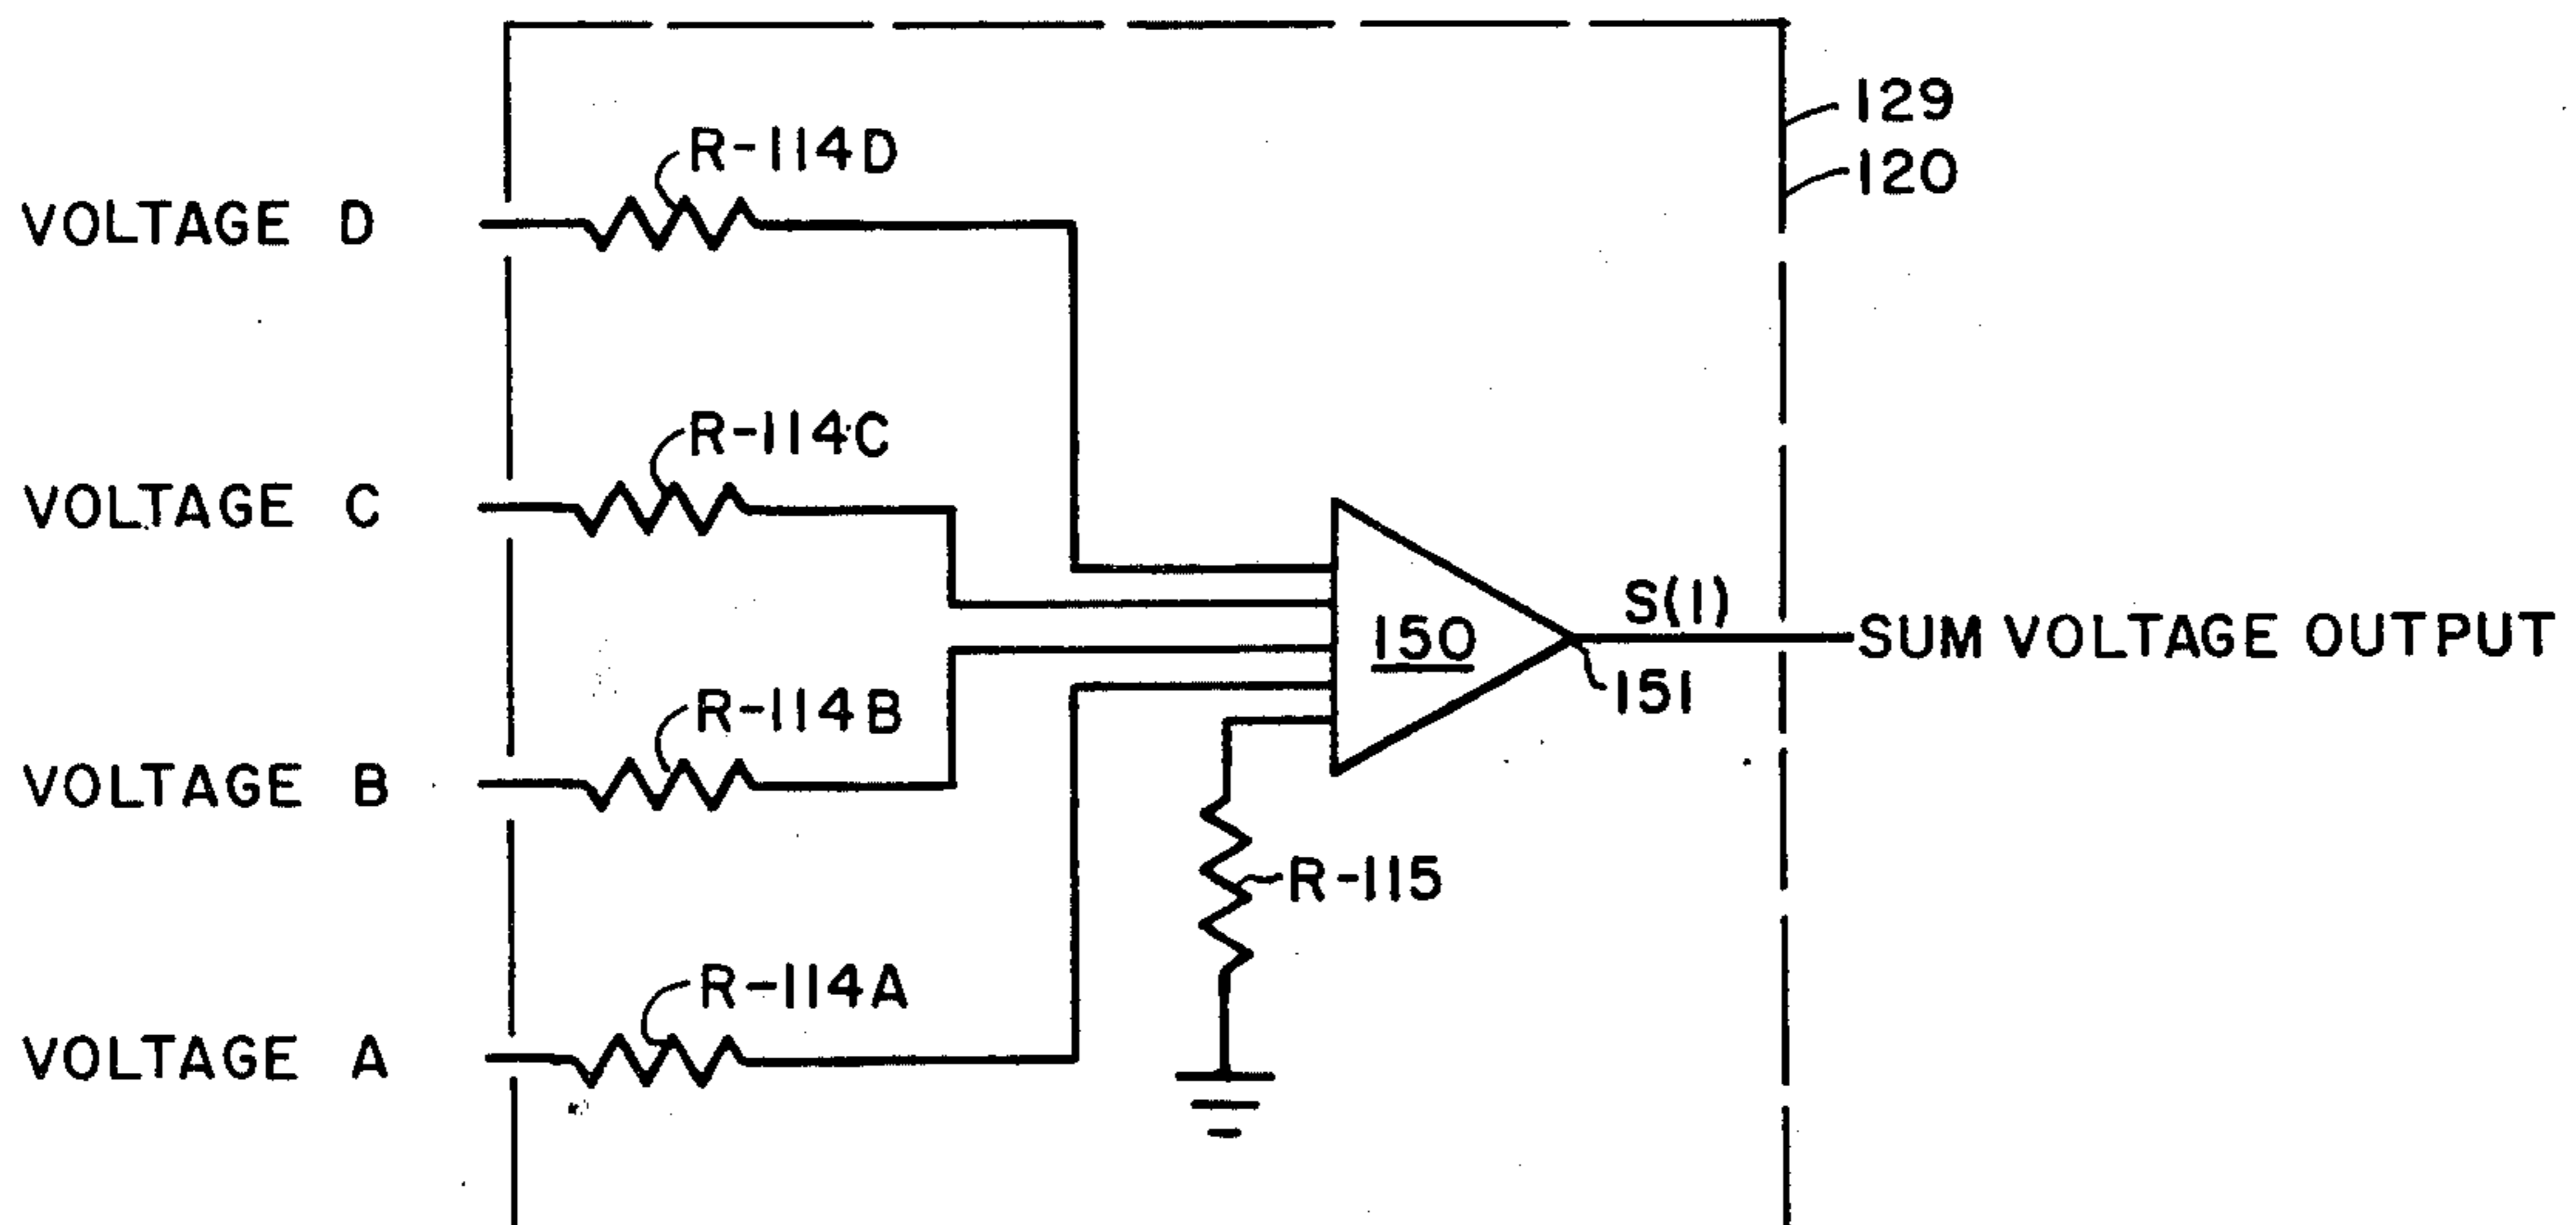 129
120
R-114D
VOLTAGE D
R-114C
VOLTAGE C
S(1)
150
SUM VOLTAGE OUTPUT
151
R-114B
VOLTAGE B
R-115
R-114A
VOLTAGE A